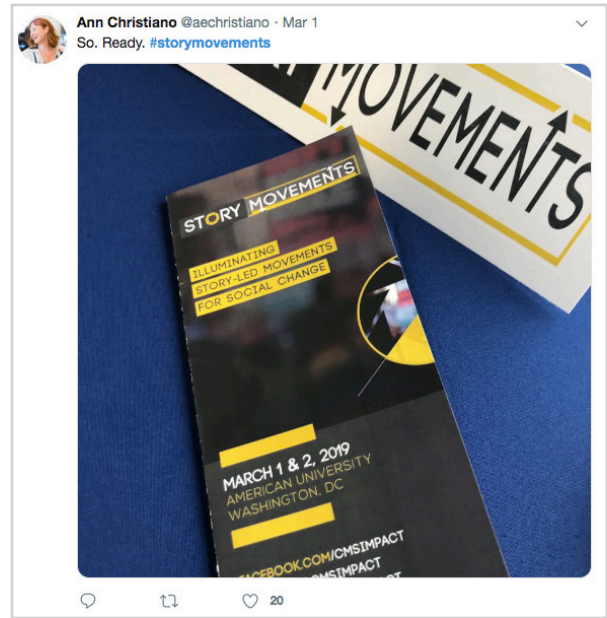 Ann Christiano @aechristiano · Mar 1
So. Ready. #storymovements
MOVEMENTS
STORY MOVEMENTS
ILLUMINATING
STORY-LED MOVEMENTS
FOR SOCIAL CHANGE
MARCH 1 & 2, 2019
AMERICAN UNIVERSITY
WASHINGTON, DC
FACEBOOK.COM/CMSIMPACT
CMSIMPACT
20